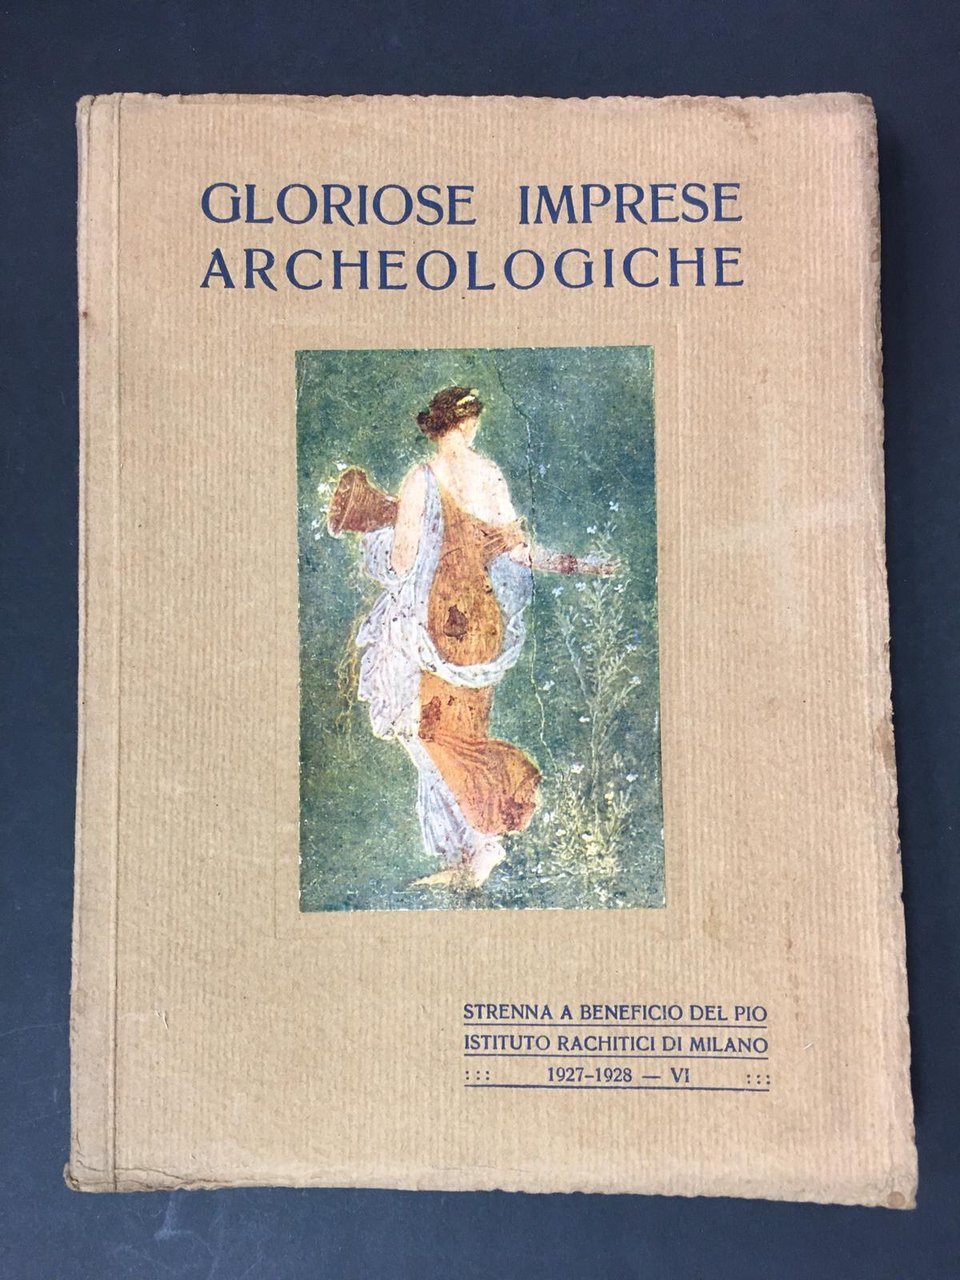 GLORIOSE IMPRESE
ARCHEOLOGICHE
STRENNA A BENEFICIO DEL PIO
ISTITUTO RACHITICI DI MILANO
::: 1927-1928 — VI :::